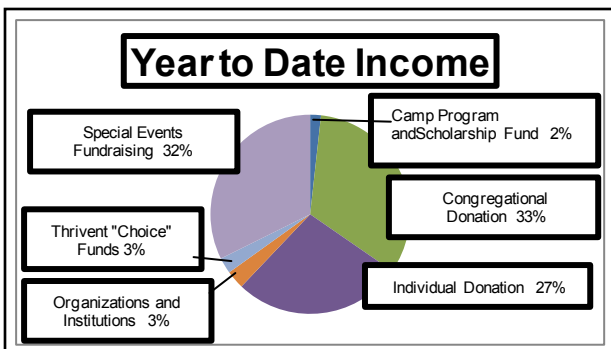 Year to Date Income
Special Events
Fundraising 32%
Camp Program
andScholarship Fund 2%
Congregational
Donation 33%
Thrivent "Choice"
Funds 3%
Individual Donation 27%
Organizations and
Institutions 3%